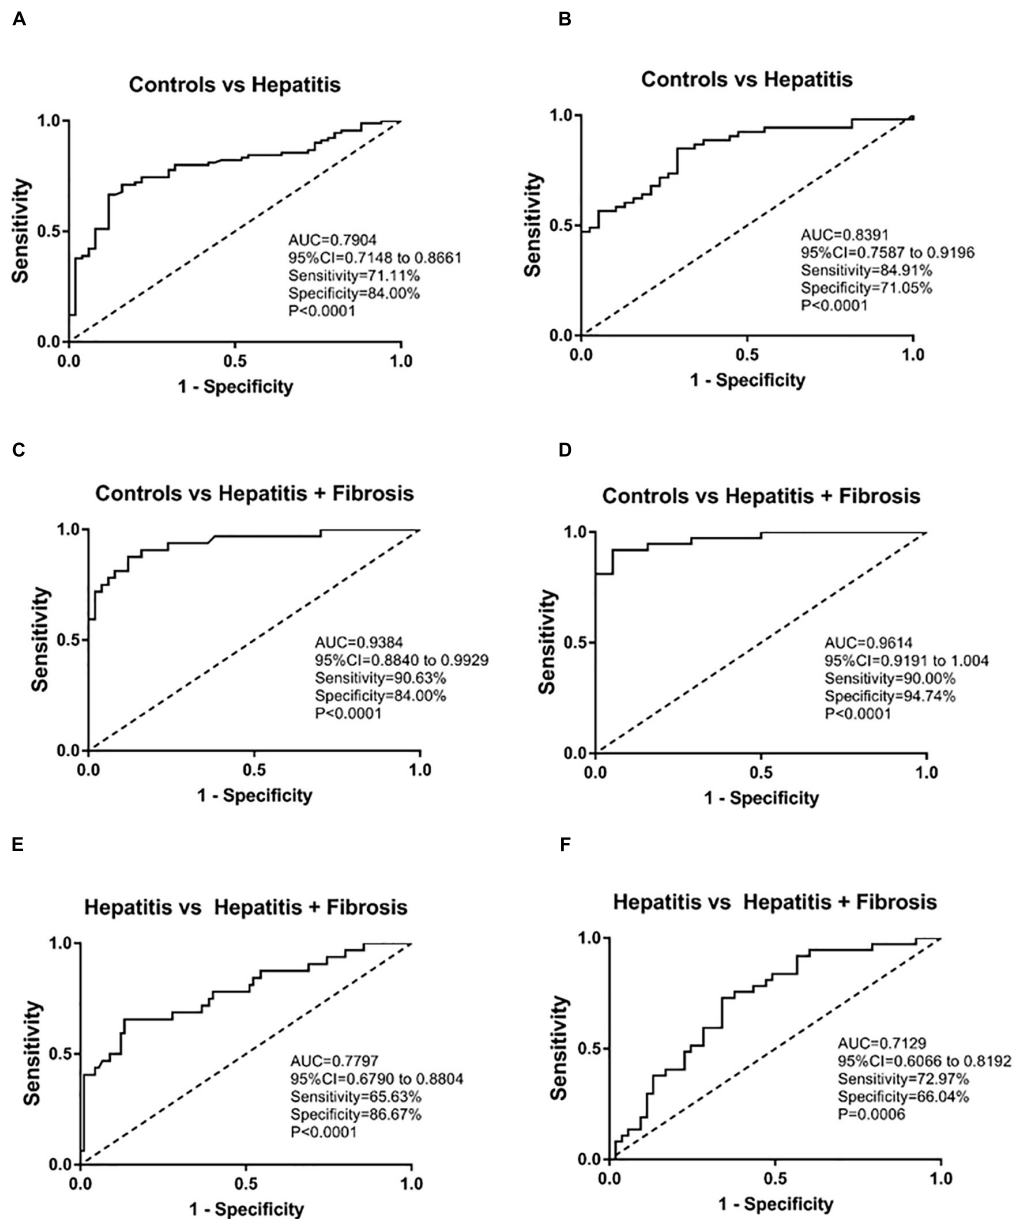 A
Controls vs Hepatitis
1.0
0.5
0.0
Sensitivity
AUC=0.7904
95%CI=0.7148 to 0.8661
Sensitivity=71.11%
Specificity=84.00%
P<0.0001
0.0 0.5 1.0
1 - Specificity
B
Controls vs Hepatitis
1.0
0.5
0.0
Sensitivity
AUC=0.8391
95%CI=0.7587 to 0.9196
Sensitivity=84.91%
Specificity=71.05%
P<0.0001
0.0 0.5 1.0
1 - Specificity
C
Controls vs Hepatitis + Fibrosis
1.0
0.5
0.0
Sensitivity
AUC=0.9384
95%CI=0.8840 to 0.9929
Sensitivity=90.63%
Specificity=84.00%
P<0.0001
0.0 0.5 1.0
1 - Specificity
D
Controls vs Hepatitis + Fibrosis
1.0
0.5
0.0
Sensitivity
AUC=0.9614
95%CI=0.9191 to 1.004
Sensitivity=90.00%
Specificity=94.74%
P<0.0001
0.0 0.5 1.0
1 - Specificity
E
Hepatitis vs Hepatitis + Fibrosis
1.0
0.5
0.0
Sensitivity
AUC=0.7797
95%CI=0.6790 to 0.8804
Sensitivity=65.63%
Specificity=86.67%
P<0.0001
0.0 0.5 1.0
1 - Specificity
F
Hepatitis vs Hepatitis + Fibrosis
1.0
0.5
0.0
Sensitivity
AUC=0.7129
95%CI=0.6066 to 0.8192
Sensitivity=72.97%
Specificity=66.04%
P=0.0006
0.0 0.5 1.0
1 - Specificity